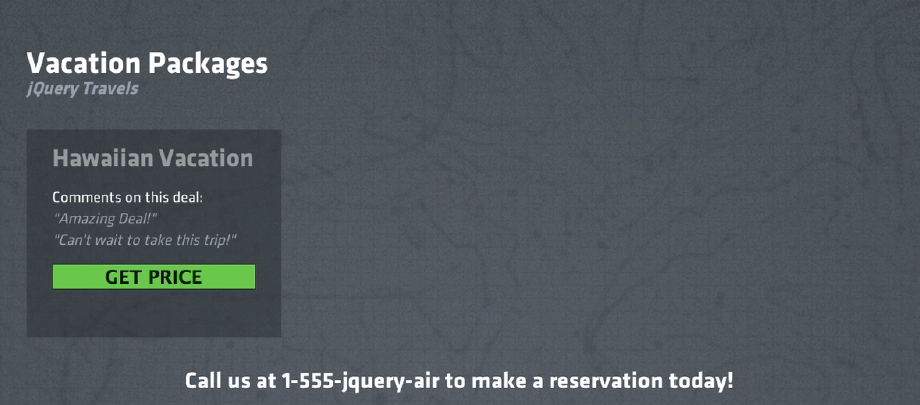 Vacation Packages
jQuery Travels
Hawaiian Vacation
Comments on this deal:
"Amazing Deal!"
"Can't wait to take this trip!"
GET PRICE
Call us at 1-555-jquery-air to make a reservation today!